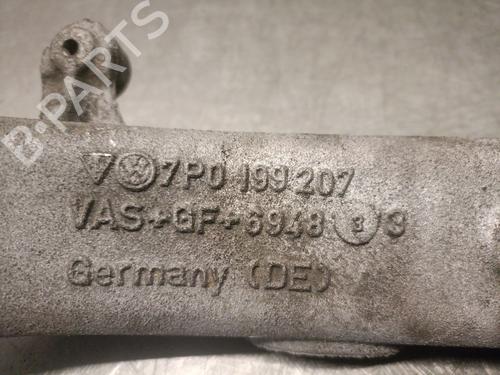 B-PARTS
7P0 199 207
VAS→GF→6948 3 3
Germany (DE)